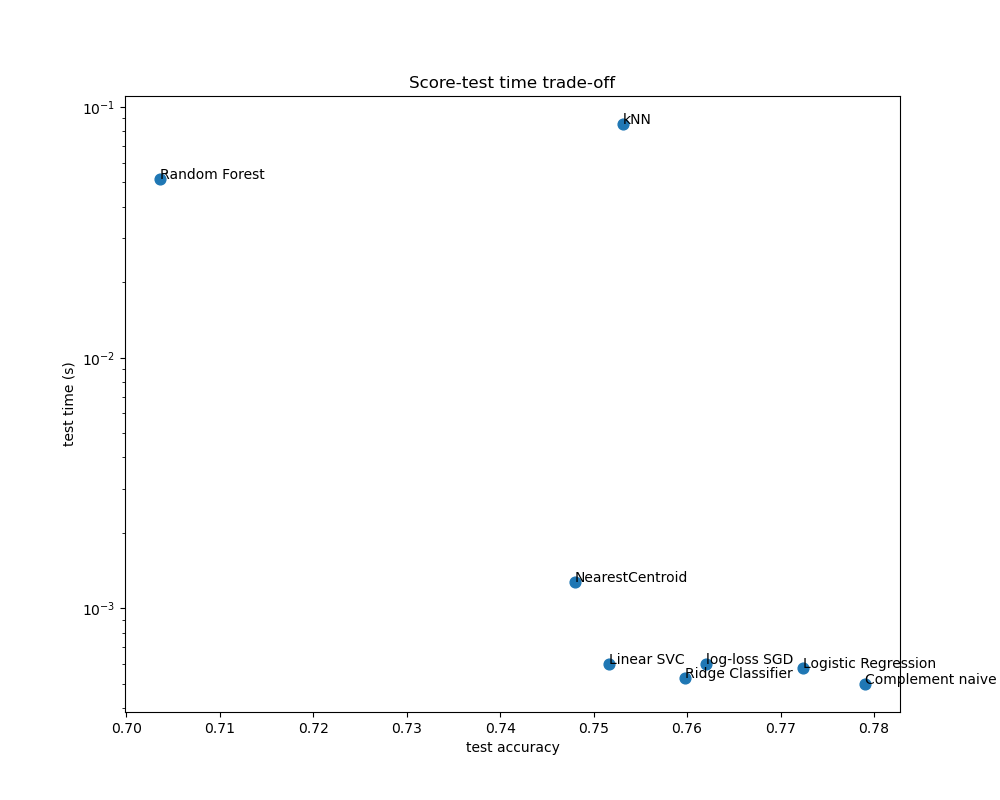 Score-test time trade-off
10⁻¹
kNN
Random Forest
10⁻²
test time (s)
NearestCentroid
10⁻³
Linear SVC
log-loss SGD
Logistic Regression
Ridge Classifier
Complement naive
0.70 0.71 0.72 0.73 0.74 0.75 0.76 0.77 0.78
test accuracy